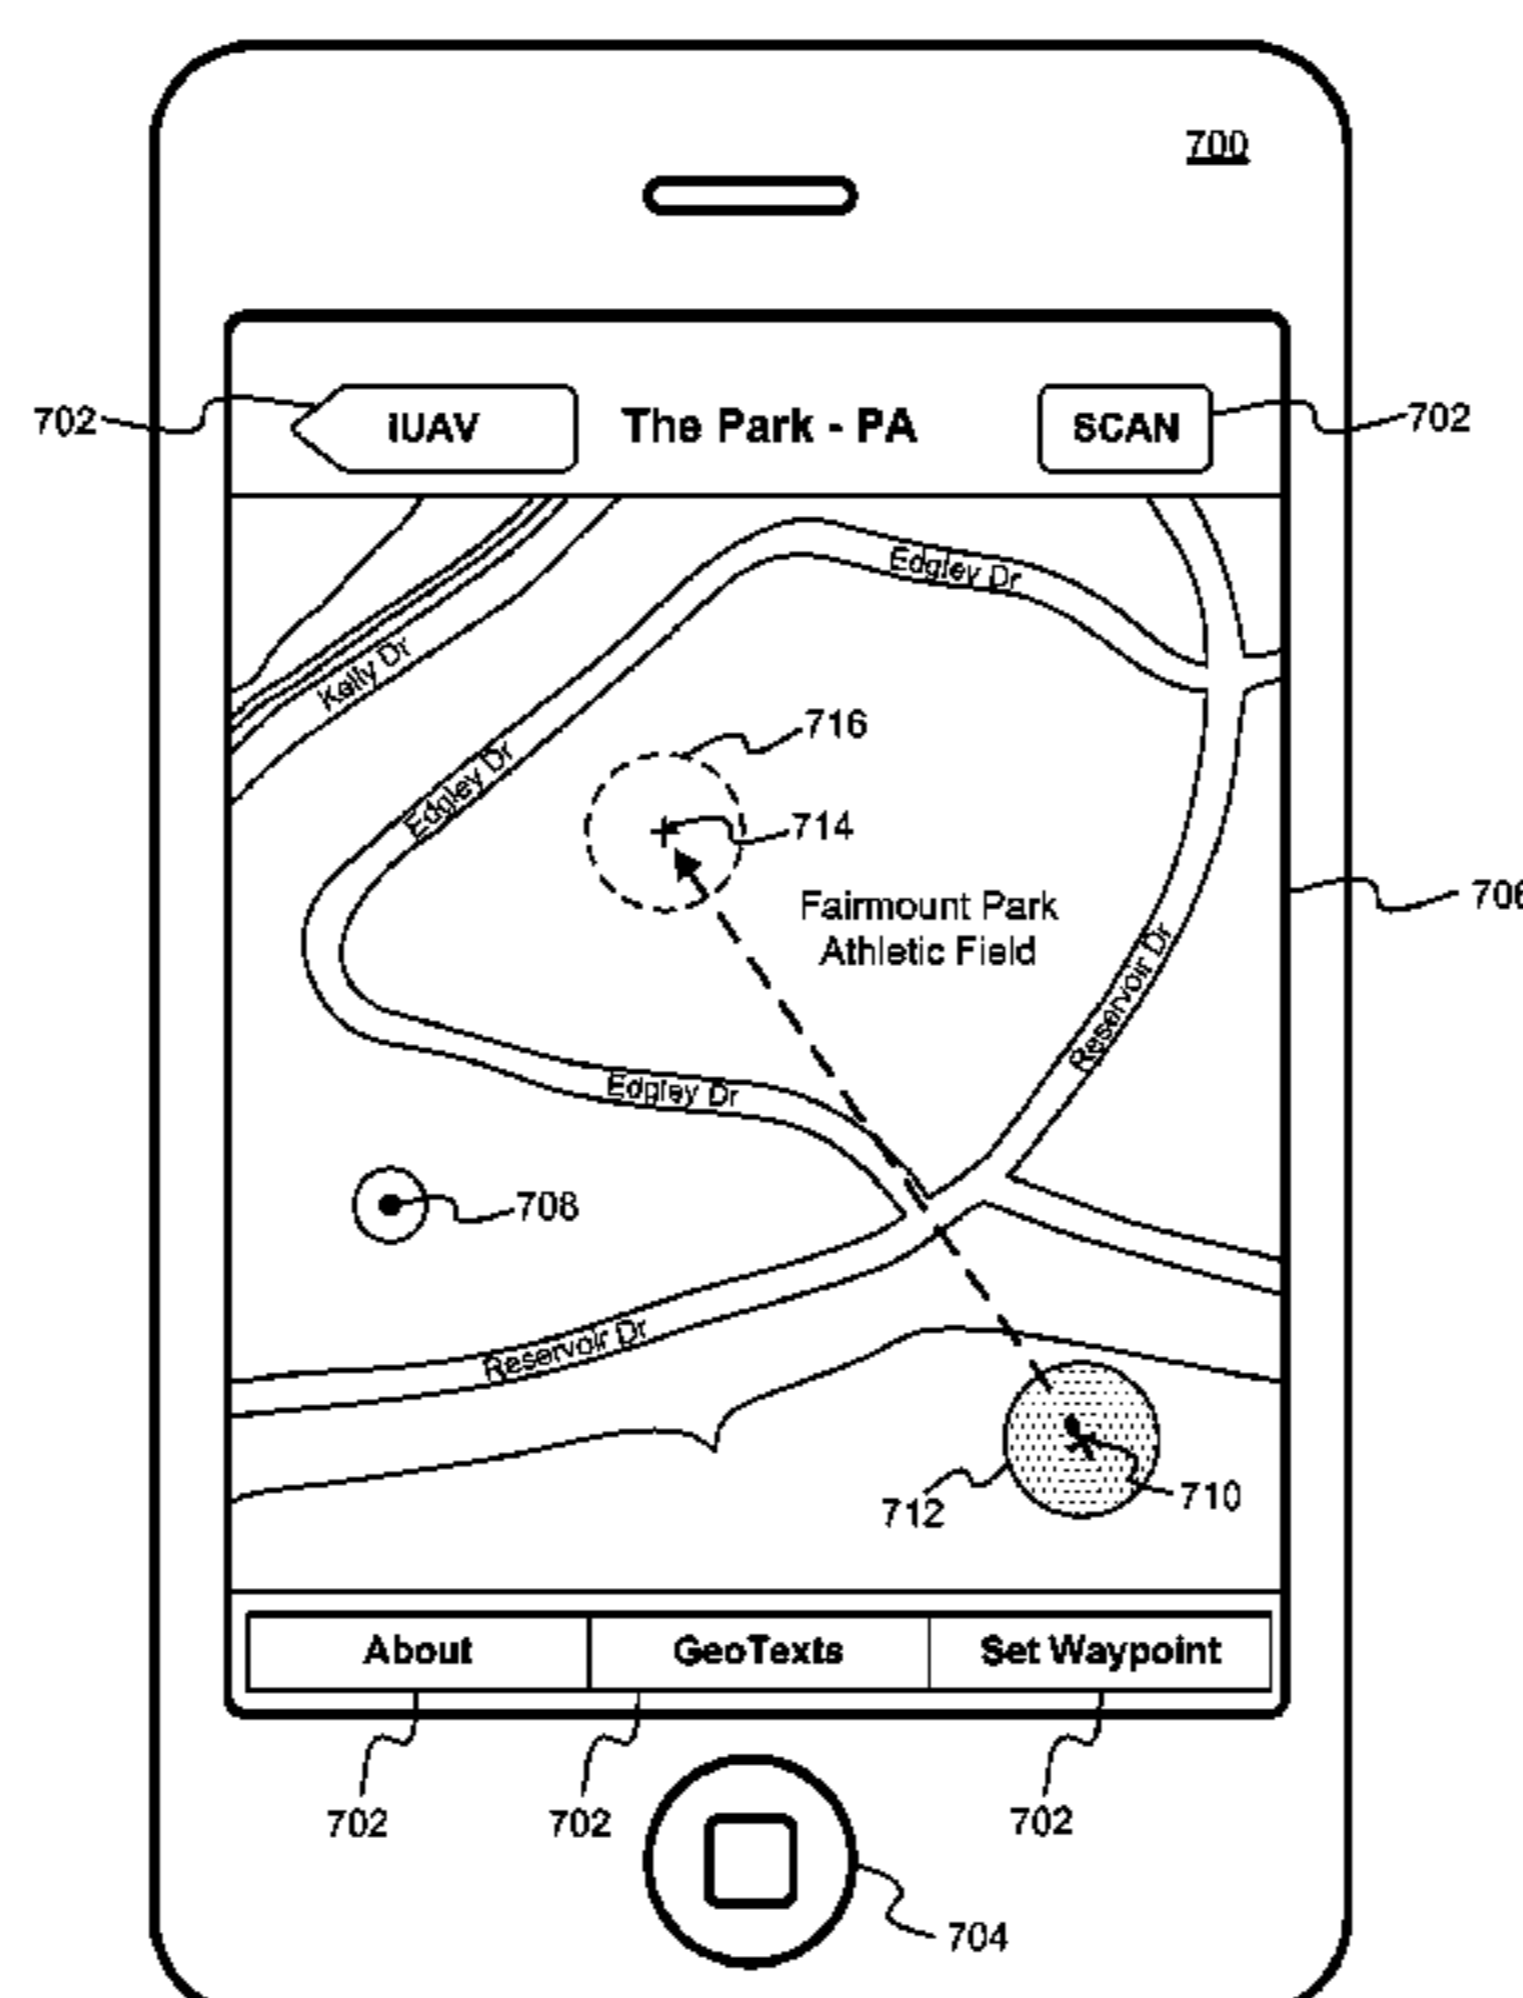 700
702
iUAV
The Park - PA
SCAN
702
Edgley Dr
Kelly Dr
716
Edgley Dr
714
Fairmount Park
Athletic Field
706
Reservoir Dr
Edgley Dr
708
Reservoir Dr
712
710
About
GeoTexts
Set Waypoint
702
702
702
704